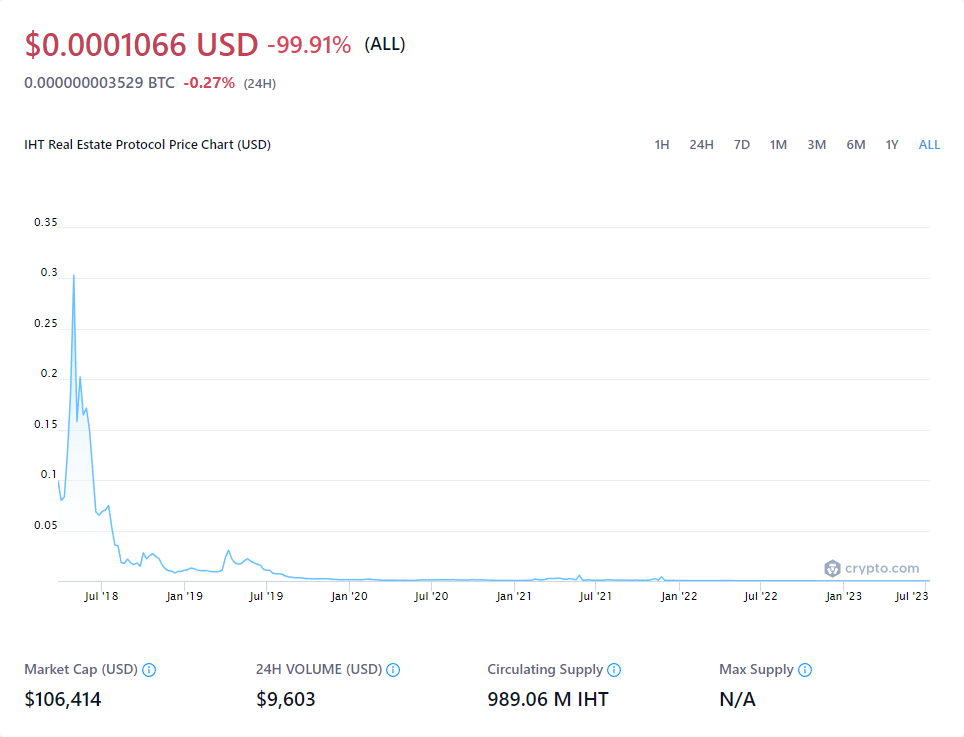 $0.0001066 USD -99.91% (ALL)
0.000000003529 BTC -0.27% (24H)
IHT Real Estate Protocol Price Chart (USD) 1H 24H 7D 1M 3M 6M 1Y ALL
0.35
0.3
0.25
0.2
0.15
0.1
0.05
crypto.com
Jul '18 Jan '19 Jul '19 Jan '20 Jul '20 Jan '21 Jul '21 Jan '22 Jul '22 Jan '23 Jul '23
Market Cap (USD) 24H VOLUME (USD) Circulating Supply Max Supply
$106,414 $9,603 989.06 M IHT N/A